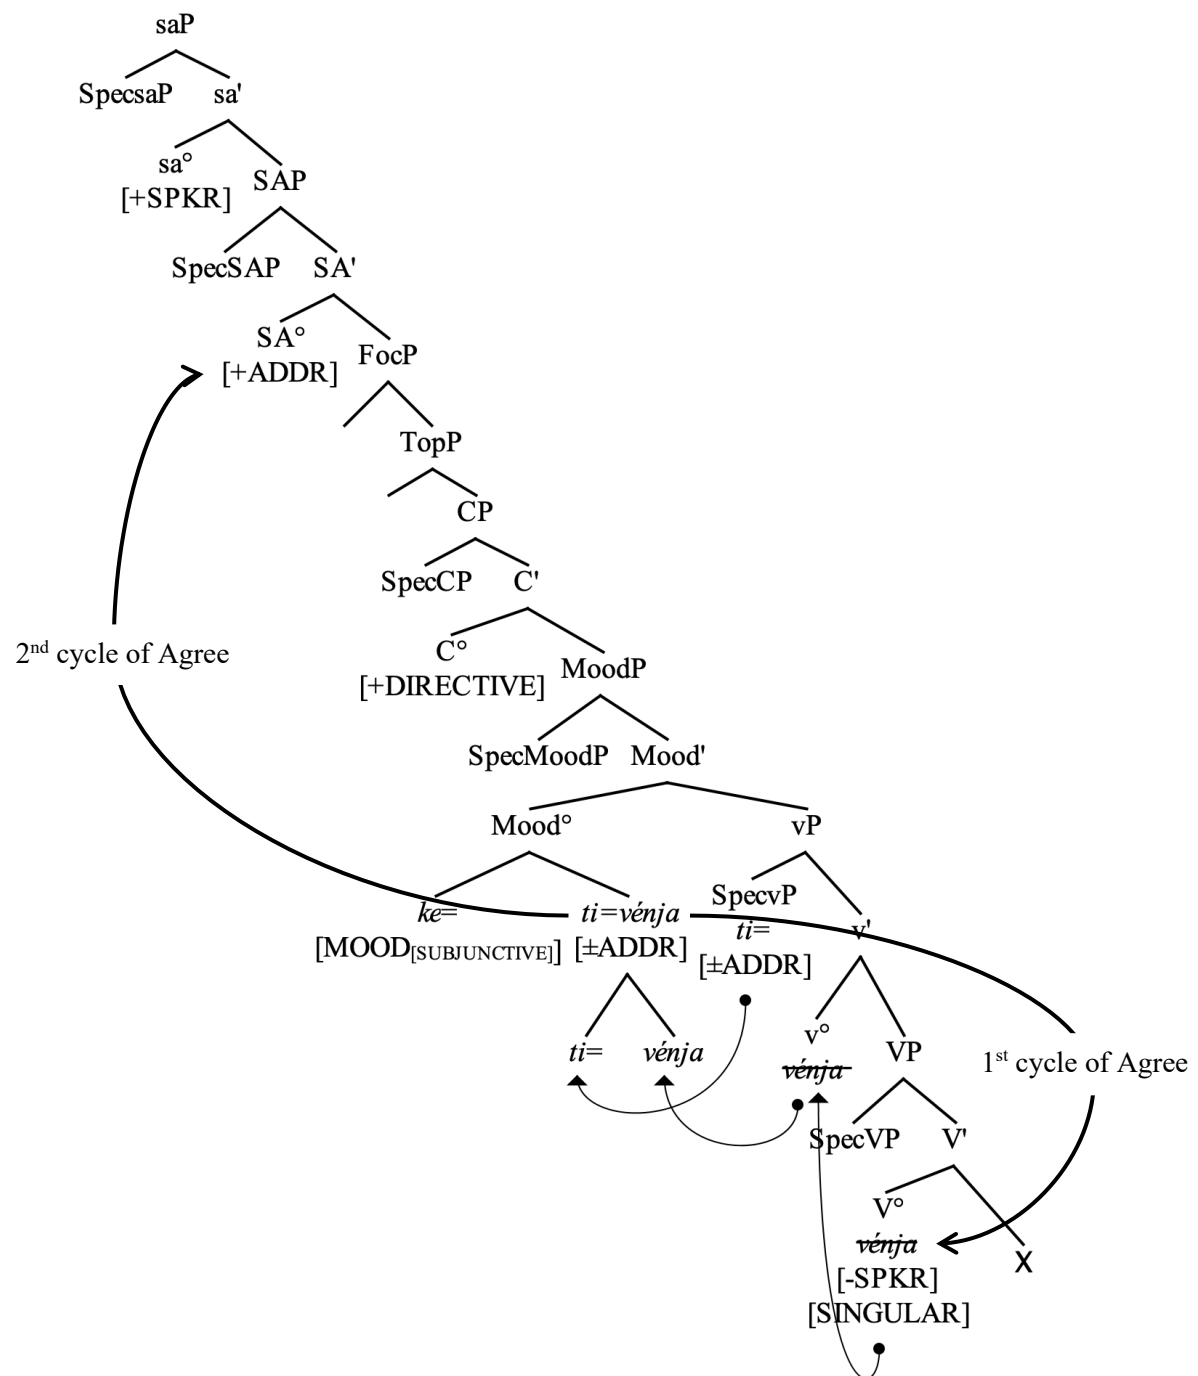 saP
SpecsaP sa'
sa°
[+SPKR] SAP
SpecSAP SA'
SA°
[+ADDR] FocP
TopP
CP
SpecCP C'
C°
[+DIRECTIVE] MoodP
2nd cycle of Agree
SpecMoodP Mood'
Mood° vP
SpecvP
ke= ti=vénja ti= v'
[MOOD[SUBJUNCTIVE]] [±ADDR] [±ADDR]
ti= vénja v° VP
vénja
1st cycle of Agree
SpecVP V'
V°
vénja X
[-SPKR]
[SINGULAR]